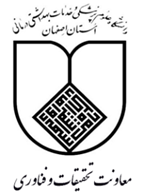 دانشگاه علوم پزشکی و خدمات بهداشتی درمانی
استان اصفهان
معاونت تحقیقات و فناوری